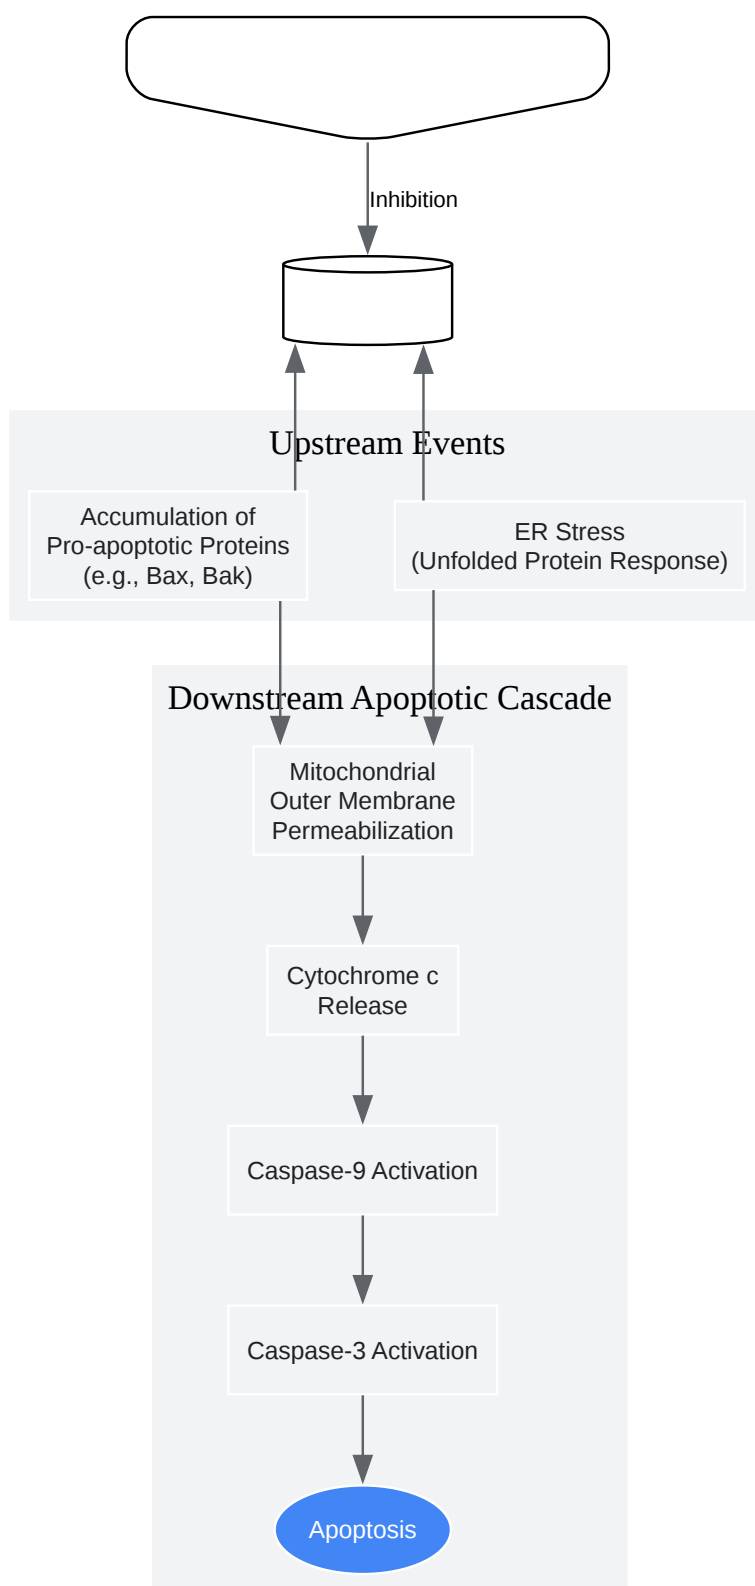 Inhibition
Upstream Events
Accumulation of
Pro-apoptotic Proteins
(e.g., Bax, Bak)
ER Stress
(Unfolded Protein Response)
Downstream Apoptotic Cascade
Mitochondrial
Outer Membrane
Permeabilization
Cytochrome c
Release
Caspase-9 Activation
Caspase-3 Activation
Apoptosis